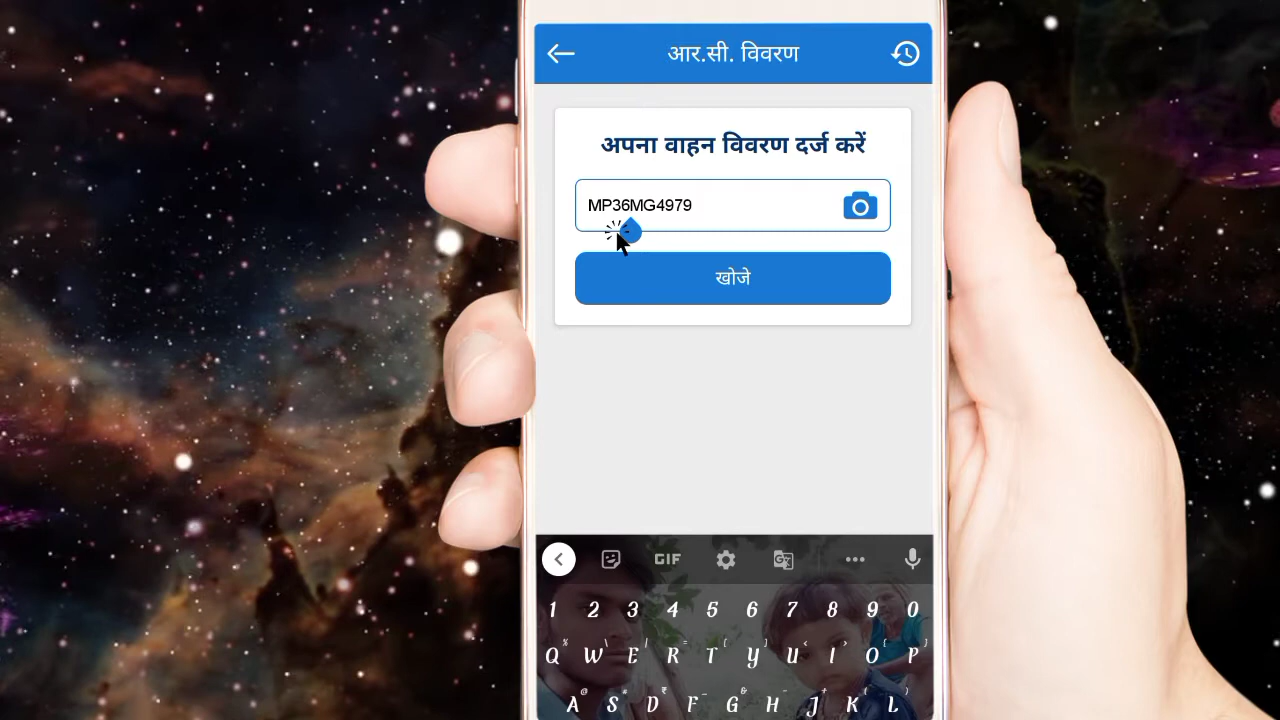 आर.सी. विवरण
अपना वाहन विवरण दर्ज करें
MP36MG4979
खोजे
GIF
1 2 3 4 5 6 7 8 9 0
% \ | = [ ] < > { }
Q W E R T Y U I O P
@ # ₹ _ & - + ( )
A S D F G H J K L